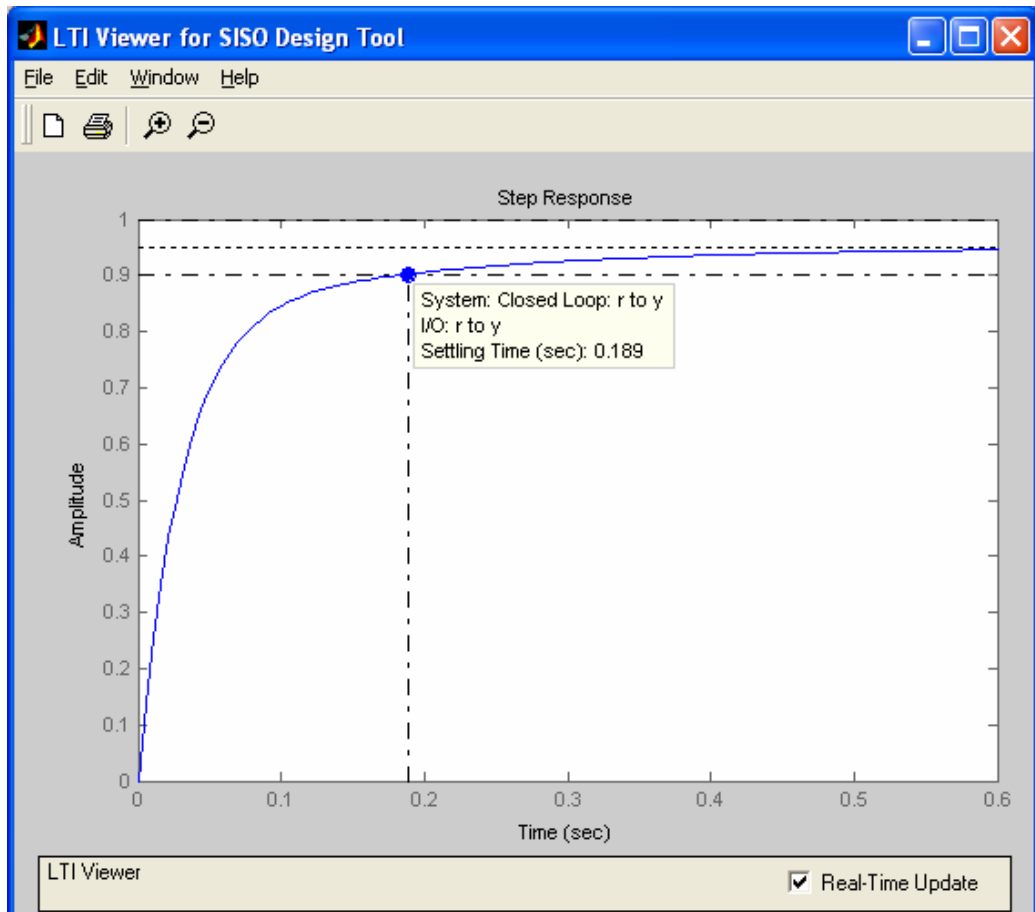 LTI Viewer for SISO Design Tool
File Edit Window Help
Step Response
1
0.9
0.8
0.7
0.6
0.5
0.4
0.3
0.2
0.1
0
Amplitude
System: Closed Loop: r to y
I/O: r to y
Settling Time (sec): 0.189
0 0.1 0.2 0.3 0.4 0.5 0.6
Time (sec)
LTI Viewer
Real-Time Update